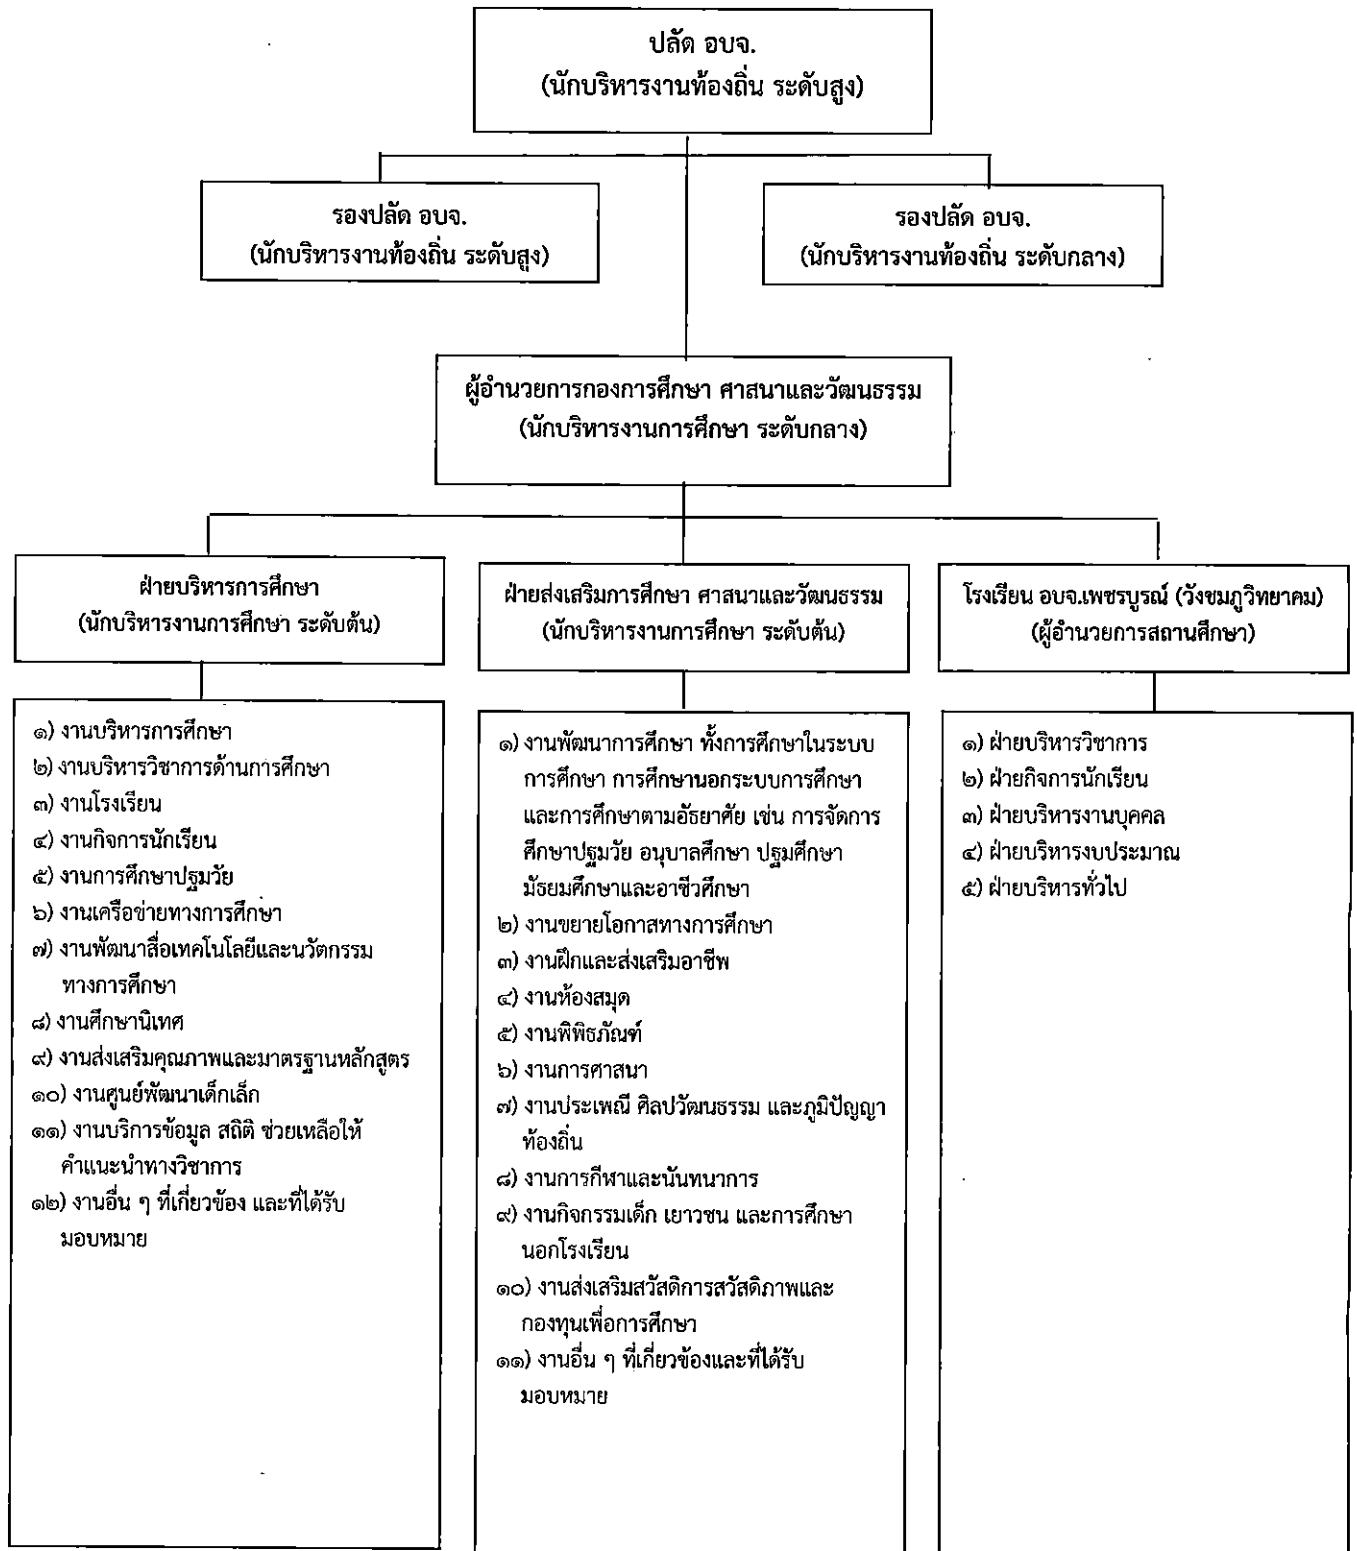 ปลัด อบจ.
(นักบริหารงานท้องถิ่น ระดับสูง)
รองปลัด อบจ.
(นักบริหารงานท้องถิ่น ระดับสูง)
รองปลัด อบจ.
(นักบริหารงานท้องถิ่น ระดับกลาง)
ผู้อำนวยการกองการศึกษา ศาสนาและวัฒนธรรม
(นักบริหารงานการศึกษา ระดับกลาง)
ฝ่ายบริหารการศึกษา
(นักบริหารงานการศึกษา ระดับต้น)
๑) งานบริหารการศึกษา
๒) งานบริหารวิชาการด้านการศึกษา
๓) งานโรงเรียน
๔) งานกิจการนักเรียน
๕) งานการศึกษาปฐมวัย
๖) งานเครือข่ายทางการศึกษา
๗) งานพัฒนาสื่อเทคโนโลยีและนวัตกรรม
ทางการศึกษา
๘) งานศึกษานิเทศ
๙) งานส่งเสริมคุณภาพและมาตรฐานหลักสูตร
๑๐) งานศูนย์พัฒนาเด็กเล็ก
๑๑) งานบริการข้อมูล สถิติ ช่วยเหลือให้
คำแนะนำทางวิชาการ
๑๒) งานอื่น ๆ ที่เกี่ยวข้อง และที่ได้รับ
มอบหมาย
ฝ่ายส่งเสริมการศึกษา ศาสนาและวัฒนธรรม
(นักบริหารงานการศึกษา ระดับต้น)
๑) งานพัฒนาการศึกษา ทั้งการศึกษาในระบบ
การศึกษา การศึกษานอกระบบการศึกษา
และการศึกษาตามอัธยาศัย เช่น การจัดการ
ศึกษาปฐมวัย อนุบาลศึกษา ปฐมศึกษา
มัธยมศึกษาและอาชีวศึกษา
๒) งานขยายโอกาสทางการศึกษา
๓) งานฝึกและส่งเสริมอาชีพ
๔) งานห้องสมุด
๕) งานพิพิธภัณฑ์
๖) งานการศาสนา
๗) งานประเพณี ศิลปวัฒนธรรม และภูมิปัญญา
ท้องถิ่น
๘) งานการกีฬาและนันทนาการ
๙) งานกิจกรรมเด็ก เยาวชน และการศึกษา
นอกโรงเรียน
๑๐) งานส่งเสริมสวัสดิการสวัสดิภาพและ
กองทุนเพื่อการศึกษา
๑๑) งานอื่น ๆ ที่เกี่ยวข้องและที่ได้รับ
มอบหมาย
โรงเรียน อบจ.เพชรบูรณ์ (วังชมภูวิทยาคม)
(ผู้อำนวยการสถานศึกษา)
๑) ฝ่ายบริหารวิชาการ
๒) ฝ่ายกิจการนักเรียน
๓) ฝ่ายบริหารงานบุคคล
๔) ฝ่ายบริหารงบประมาณ
๕) ฝ่ายบริหารทั่วไป